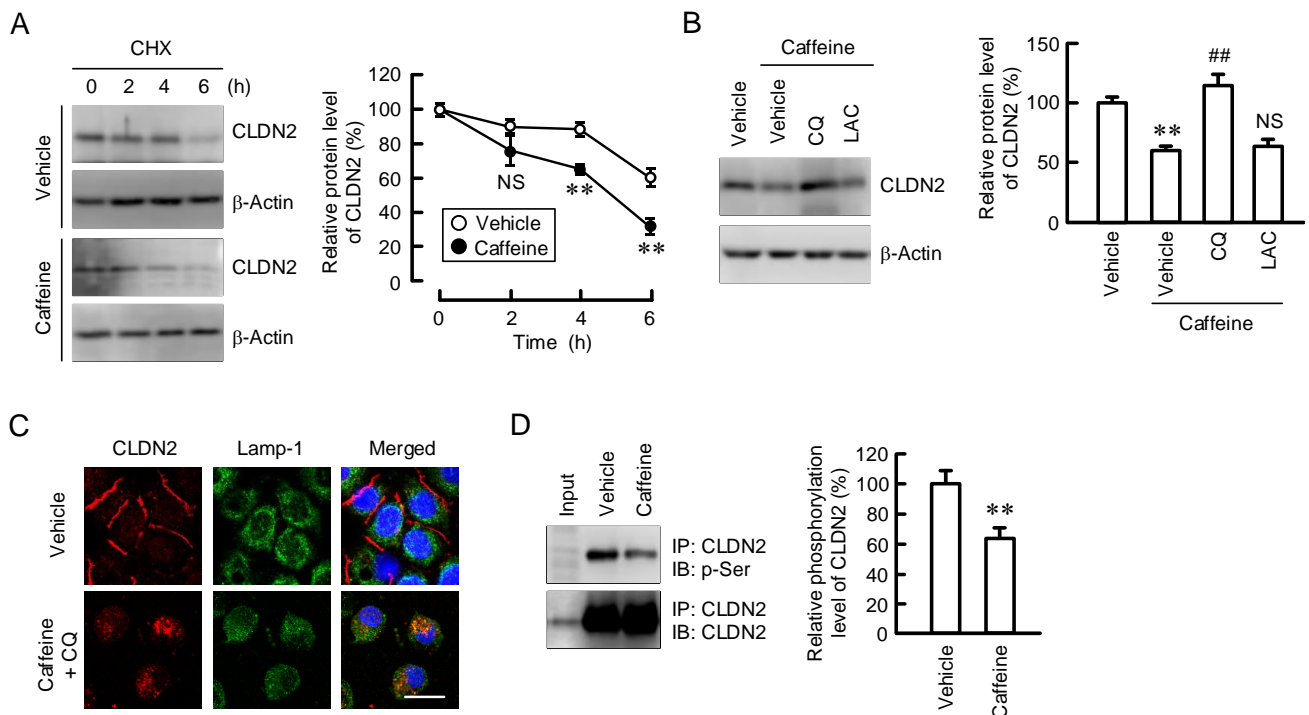 A
CHX
0 2 4 6 (h)
Vehicle
CLDN2
β-Actin
Caffeine
CLDN2
β-Actin
Relative protein level
of CLDN2 (%)
120
100
80
60
40
20
0
NS
**
**
Vehicle
Caffeine
0 2 4 6
Time (h)
B
Caffeine
Vehicle
Vehicle
CQ
LAC
CLDN2
β-Actin
Relative protein level
of CLDN2 (%)
150
100
50
0
**
##
NS
Vehicle
Vehicle
CQ
LAC
Caffeine
C
CLDN2 Lamp-1 Merged
Vehicle
Caffeine
+ CQ
D
Input
Vehicle
Caffeine
IP: CLDN2
IB: p-Ser
IP: CLDN2
IB: CLDN2
Relative phosphorylation
level of CLDN2 (%)
120
100
80
60
40
20
0
**
Vehicle
Caffeine